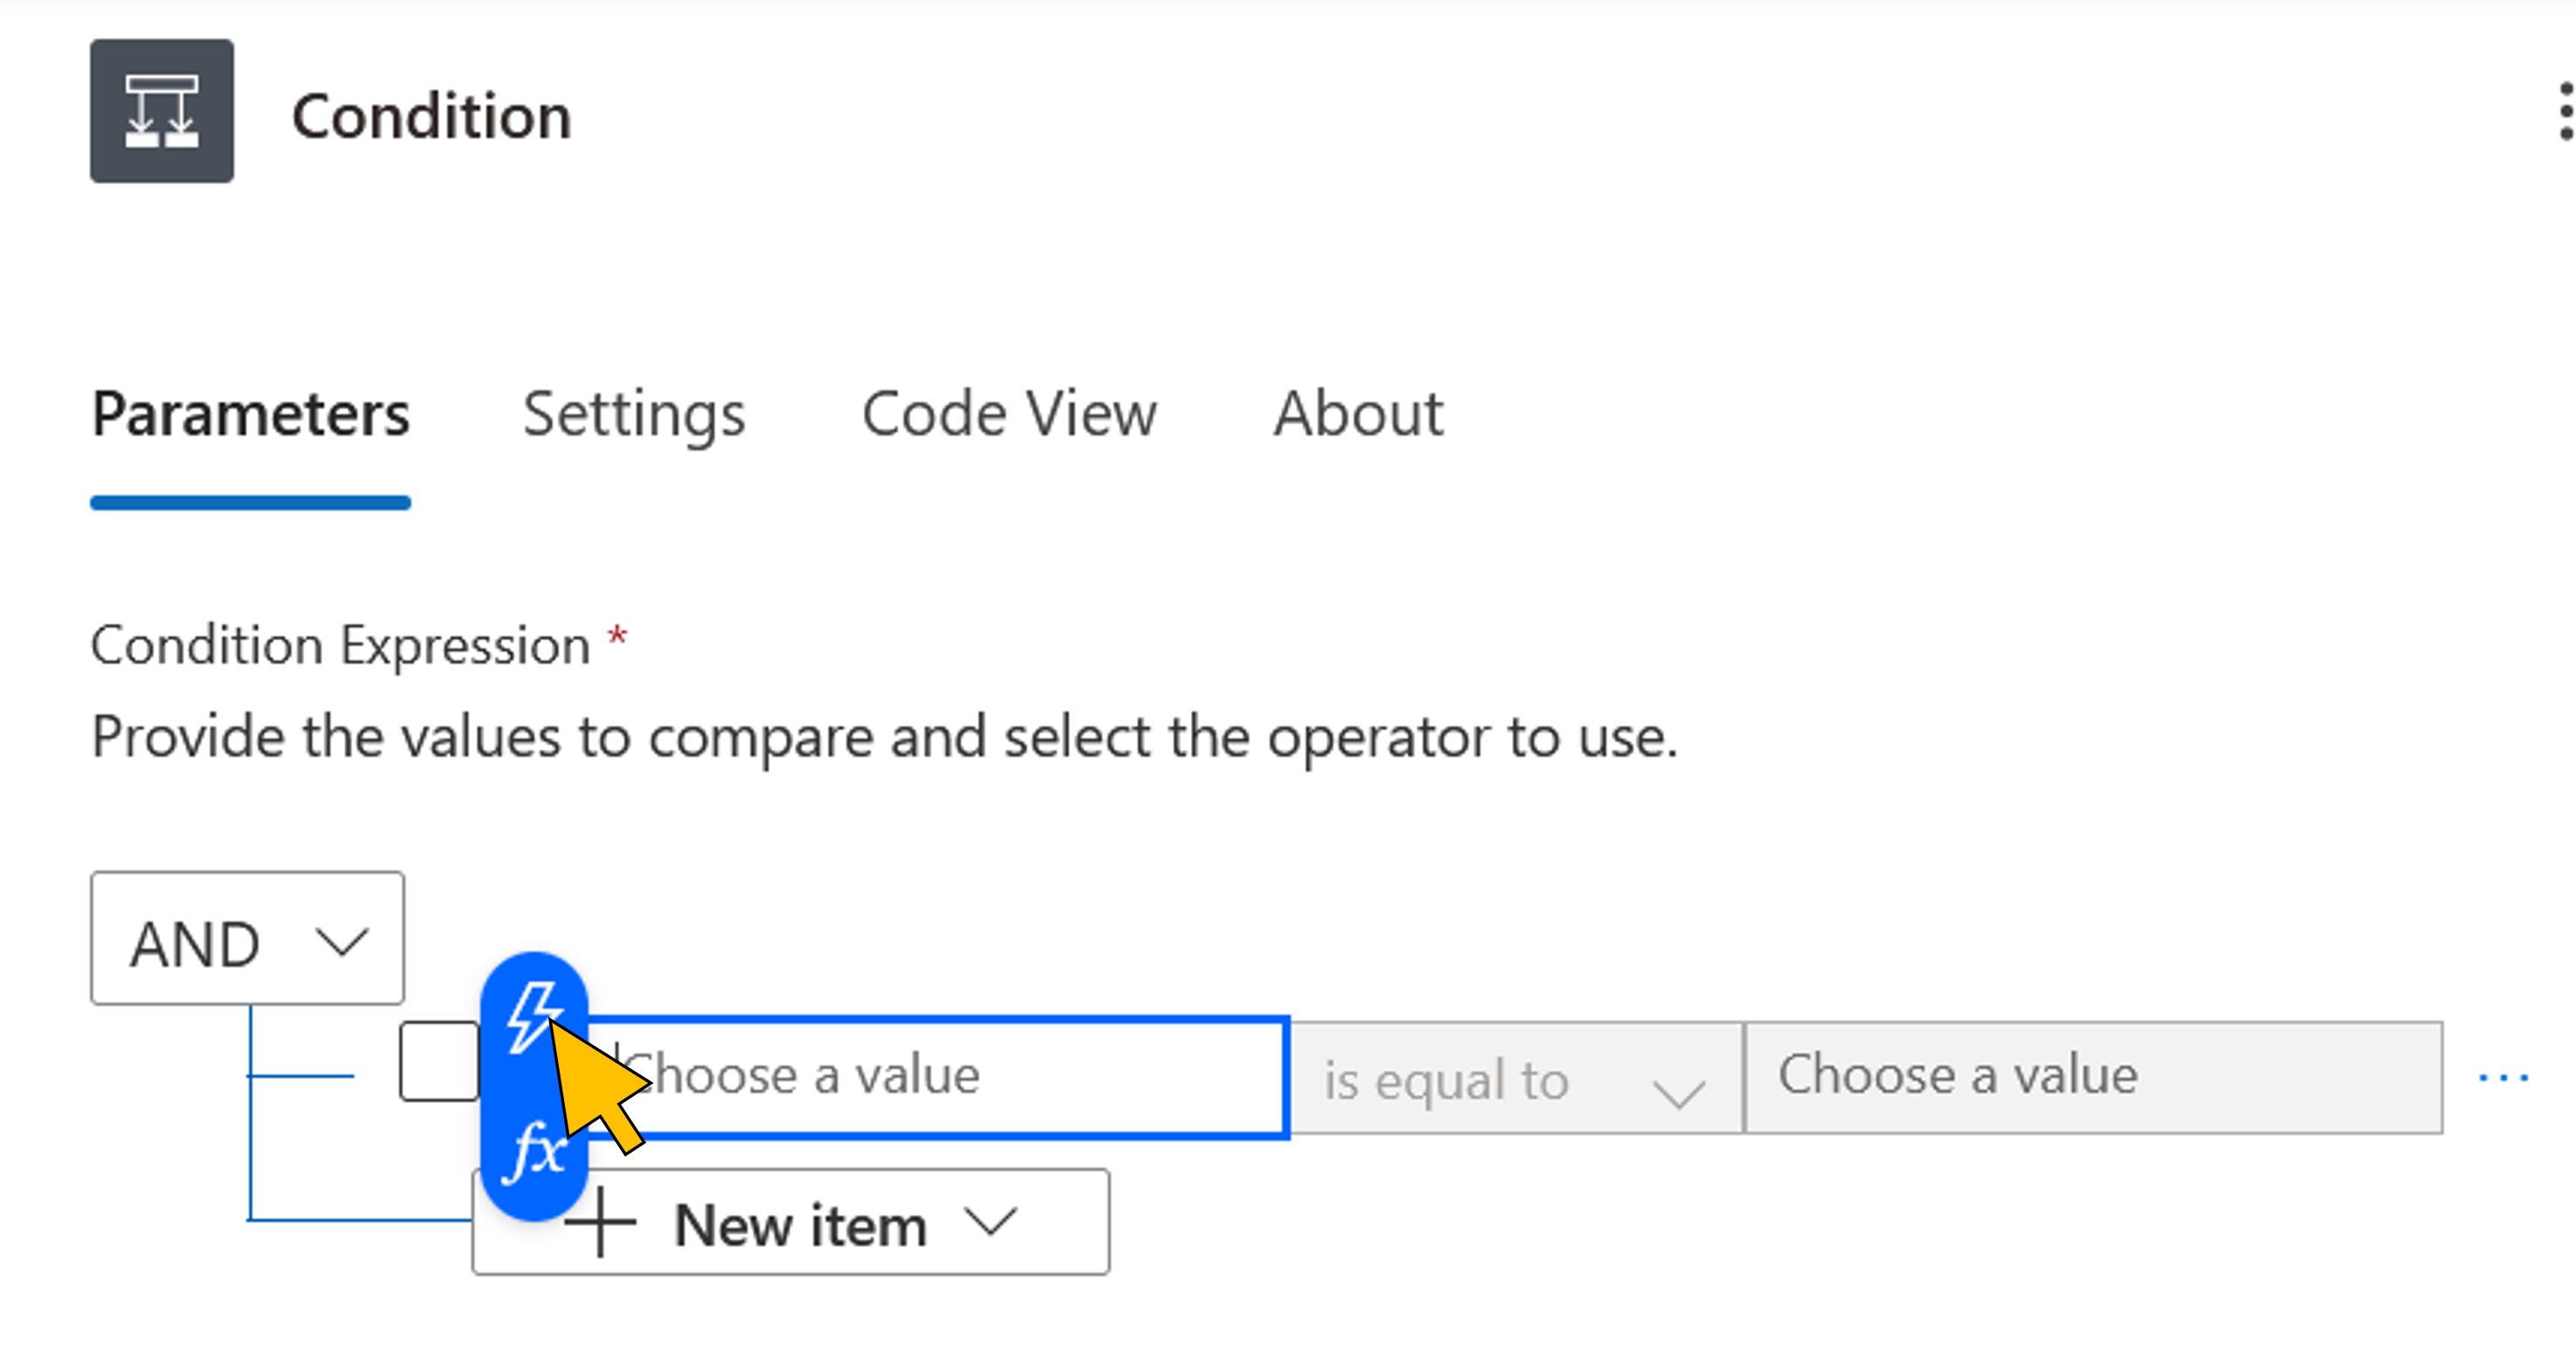 Condition
Parameters Settings Code View About
Condition Expression *
Provide the values to compare and select the operator to use.
AND
Choose a value is equal to Choose a value ...
fx
New item